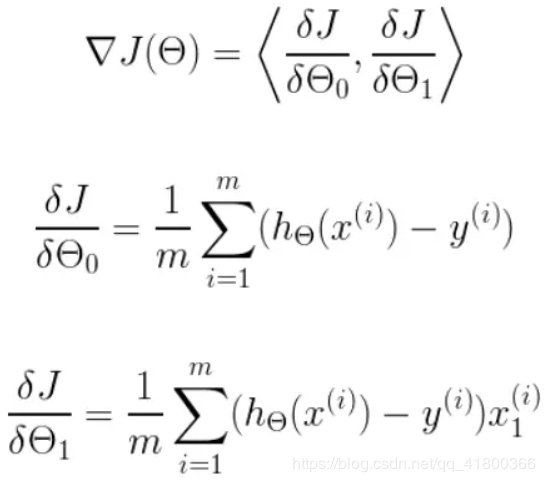 ∇J(Θ) = ⟨ δJ/δΘ₀ , δJ/δΘ₁ ⟩
δJ/δΘ₀ = 1/m ∑_{i=1}^{m} (h_Θ(x^{(i)}) − y^{(i)})
δJ/δΘ₁ = 1/m ∑_{i=1}^{m} (h_Θ(x^{(i)}) − y^{(i)})x₁^{(i)}
https://blog.csdn.net/qq_41800366